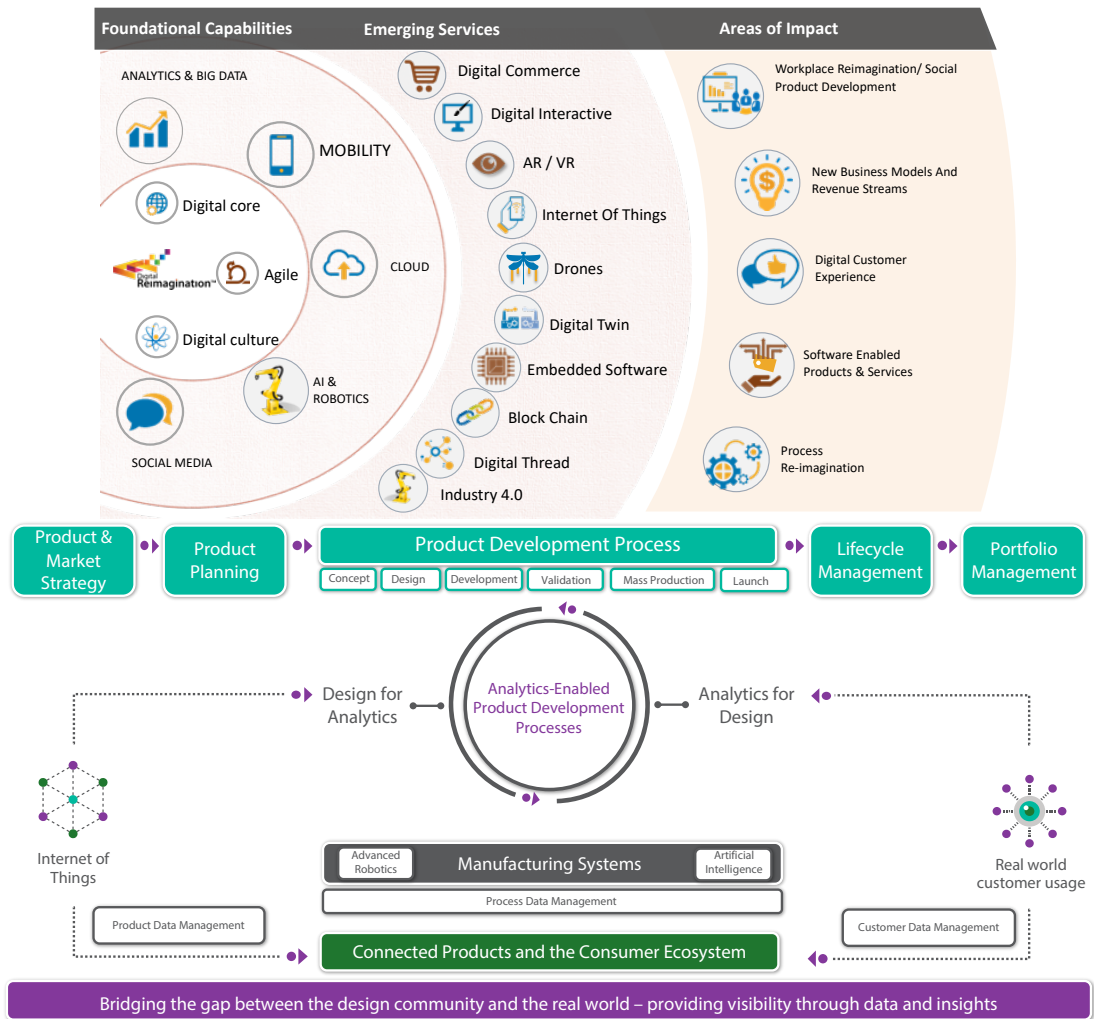 Foundational Capabilities
Emerging Services
Areas of Impact
ANALYTICS & BIG DATA
MOBILITY
Digital core
Digital
Reimagination™
Agile
CLOUD
Digital culture
AI &
ROBOTICS
SOCIAL MEDIA
Digital Commerce
Digital Interactive
AR / VR
Internet Of Things
Drones
Digital Twin
Embedded Software
Block Chain
Digital Thread
Industry 4.0
Workplace Reimagination/ Social
Product Development
New Business Models And
Revenue Streams
Digital Customer
Experience
Software Enabled
Products & Services
Process
Re-imagination
Product &
Market
Strategy
Product
Planning
Product Development Process
Concept
Design
Development
Validation
Mass Production
Launch
Lifecycle
Management
Portfolio
Management
Design for
Analytics
Analytics-Enabled
Product Development
Processes
Analytics for
Design
Internet of
Things
Real world
customer usage
Advanced
Robotics
Manufacturing Systems
Artificial
Intelligence
Process Data Management
Product Data Management
Customer Data Management
Connected Products and the Consumer Ecosystem
Bridging the gap between the design community and the real world – providing visibility through data and insights